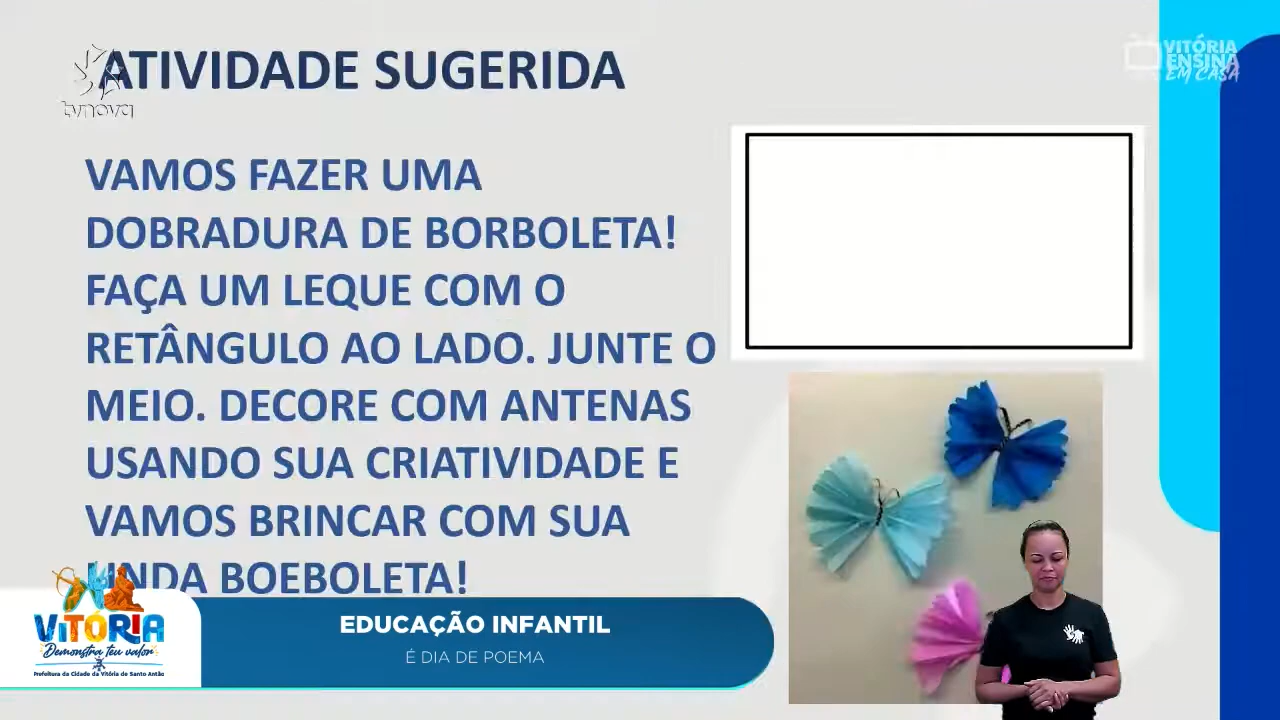 ATIVIDADE SUGERIDA
tvnova
VITÓRIA
ENSINA
EM CASA
VAMOS FAZER UMA
DOBRADURA DE BORBOLETA!
FAÇA UM LEQUE COM O
RETÂNGULO AO LADO. JUNTE O
MEIO. DECORE COM ANTENAS
USANDO SUA CRIATIVIDADE E
VAMOS BRINCAR COM SUA
LINDA BOEBOLETA!
VITÓRIA
Demonstra teu valor
Prefeitura da Cidade da Vitória de Santo Antão
EDUCAÇÃO INFANTIL
É DIA DE POEMA